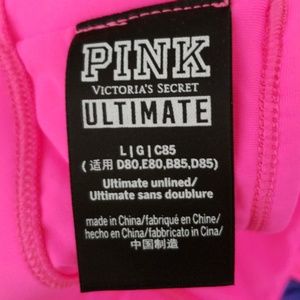 PINK
VICTORIA'S SECRET
ULTIMATE
L | G | C85
(适用 D80,E80,B85,D85)
Ultimate unlined/
Ultimate sans doublure
made in China/fabriqué en Chine/
hecho en China/fabbricato in Cina/
中国制造